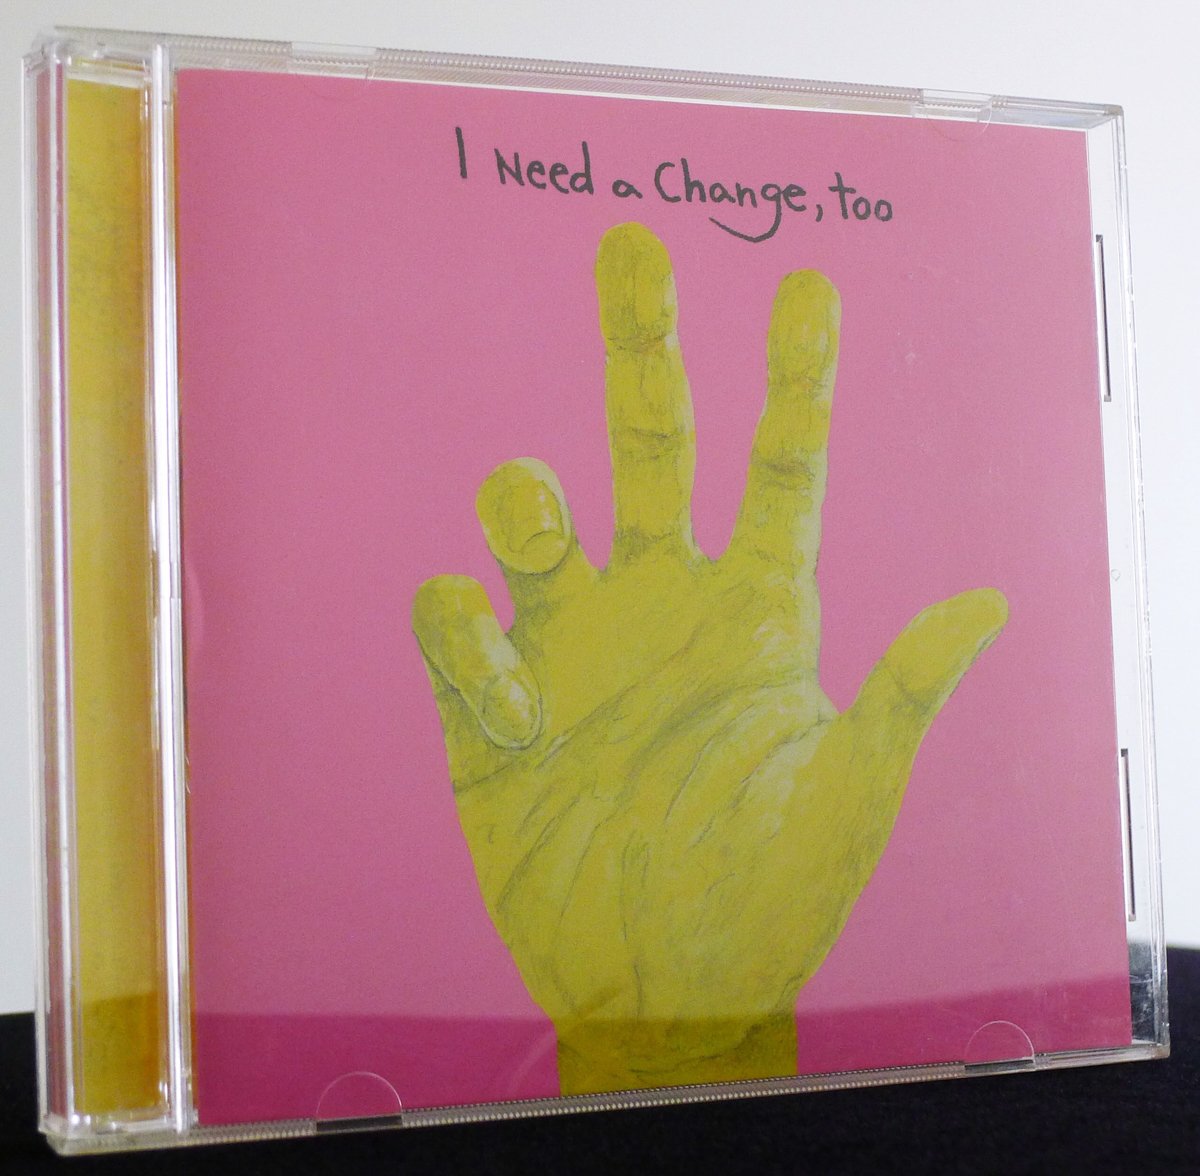 I Need a Change, too